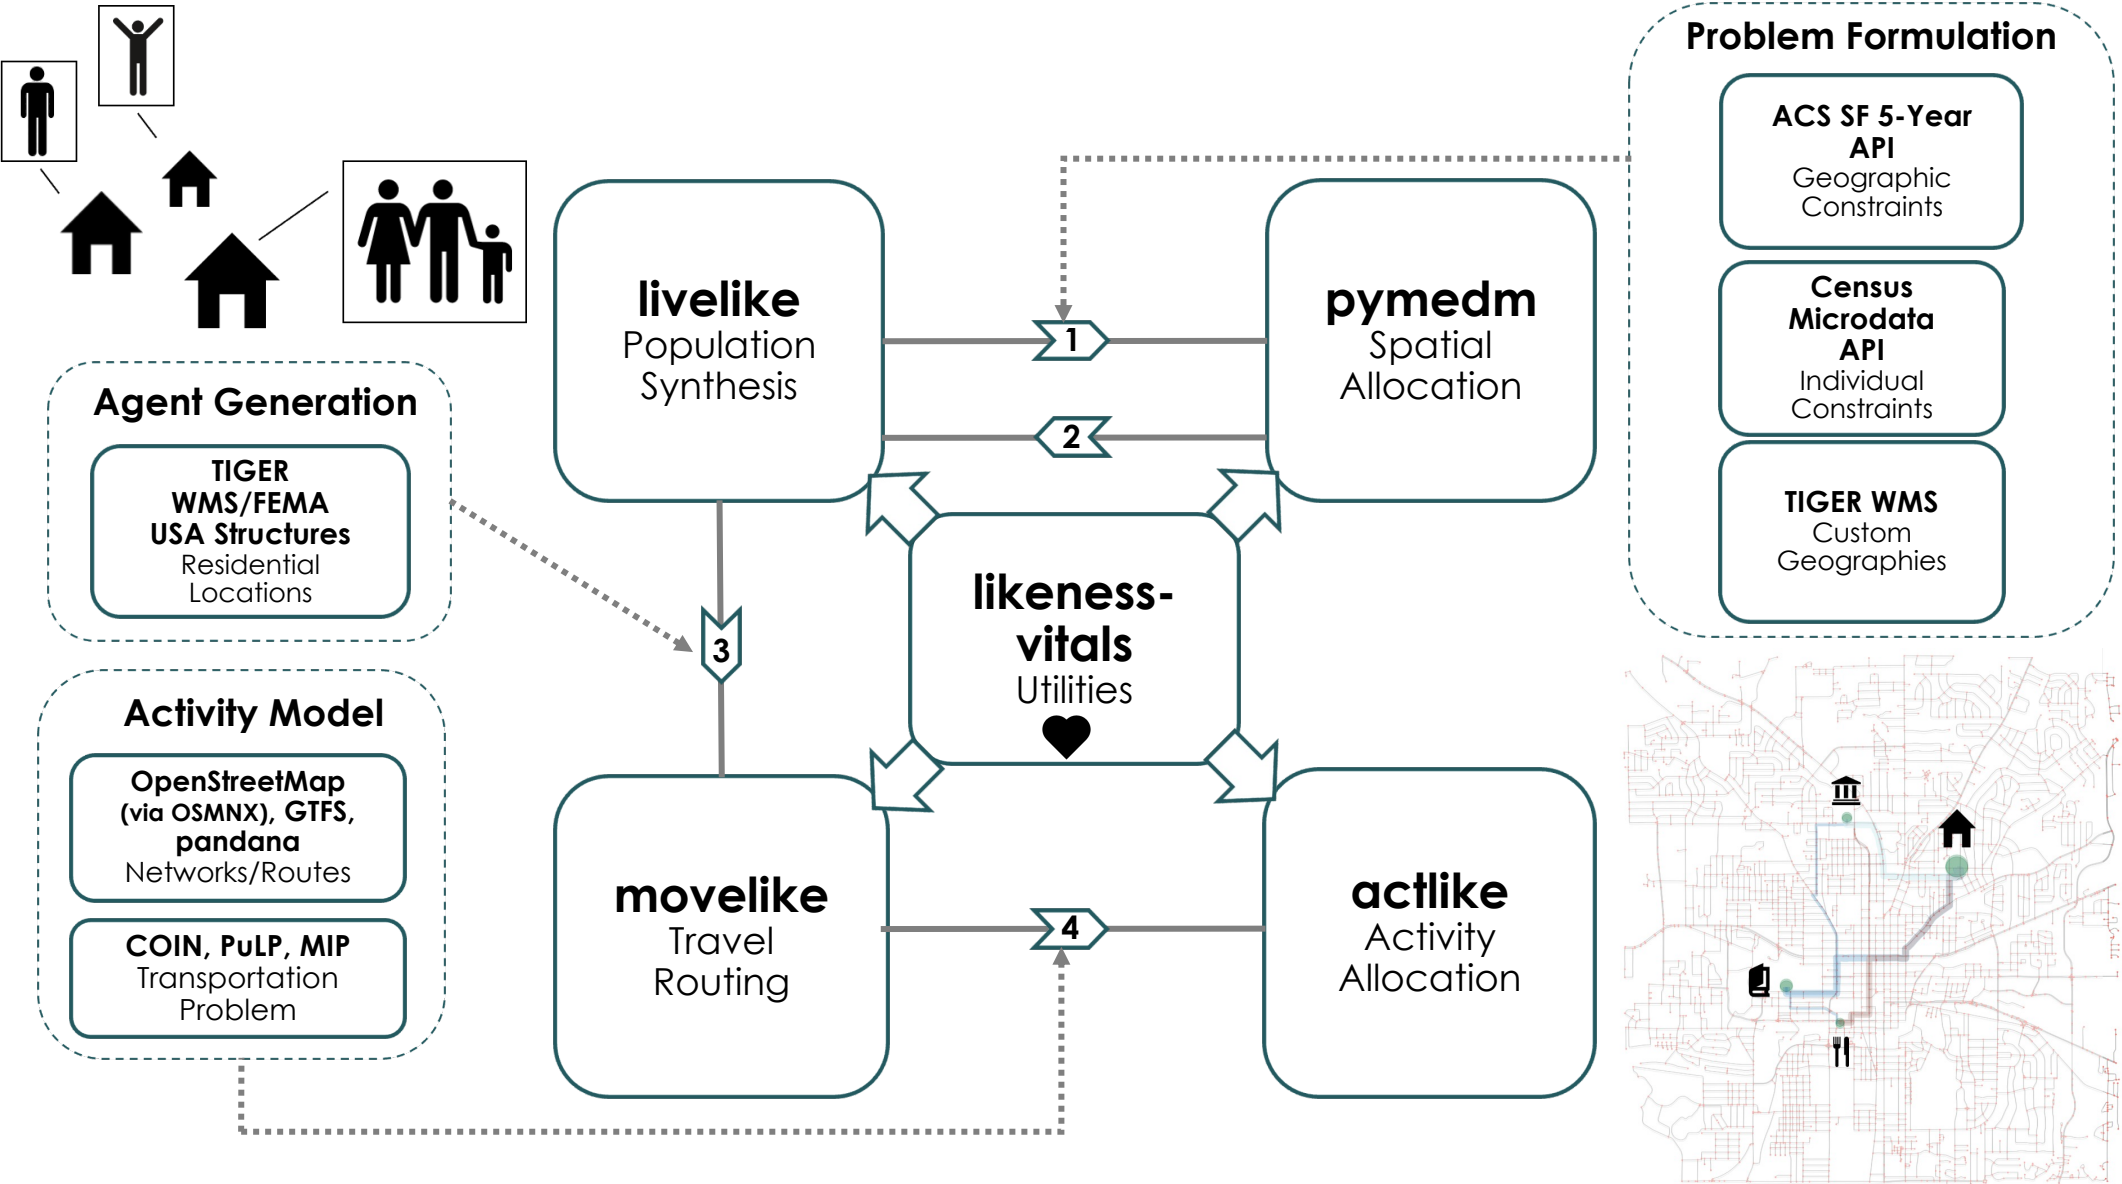 Problem Formulation
ACS SF 5-Year
API
Geographic
Constraints
Census
Microdata
API
Individual
Constraints
TIGER WMS
Custom
Geographies
livelike
Population
Synthesis
1
2
pymedm
Spatial
Allocation
Agent Generation
TIGER
WMS/FEMA
USA Structures
Residential
Locations
3
likeness-
vitals
Utilities
Activity Model
OpenStreetMap
(via OSMNX), GTFS,
pandana
Networks/Routes
COIN, PuLP, MIP
Transportation
Problem
movelike
Travel
Routing
4
actlike
Activity
Allocation